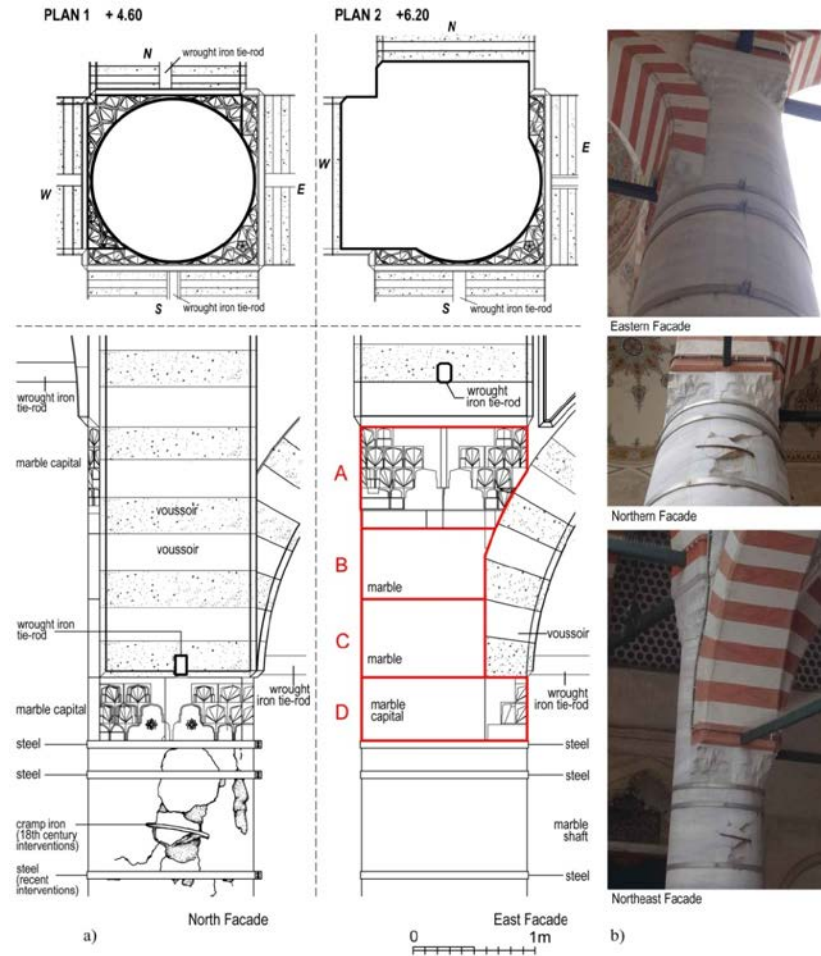 PLAN 1 + 4.60
N
wrought iron tie-rod
W
E
S
wrought iron tie-rod
PLAN 2 +6.20
N
W
E
S
wrought iron tie-rod
wrought iron
tie-rod
marble capital
voussoir
voussoir
wrought iron
tie-rod
wrought
iron tie-rod
marble capital
steel
steel
cramp iron
(18th century
interventions)
steel
(recent
interventions)
North Facade
a)
wrought
iron tie-rod
A
B
marble
C
marble
voussoir
D
marble
capital
wrought
iron tie-rod
steel
steel
marble
shaft
steel
East Facade
0
1m
Eastern Facade
Northern Facade
Northeast Facade
b)